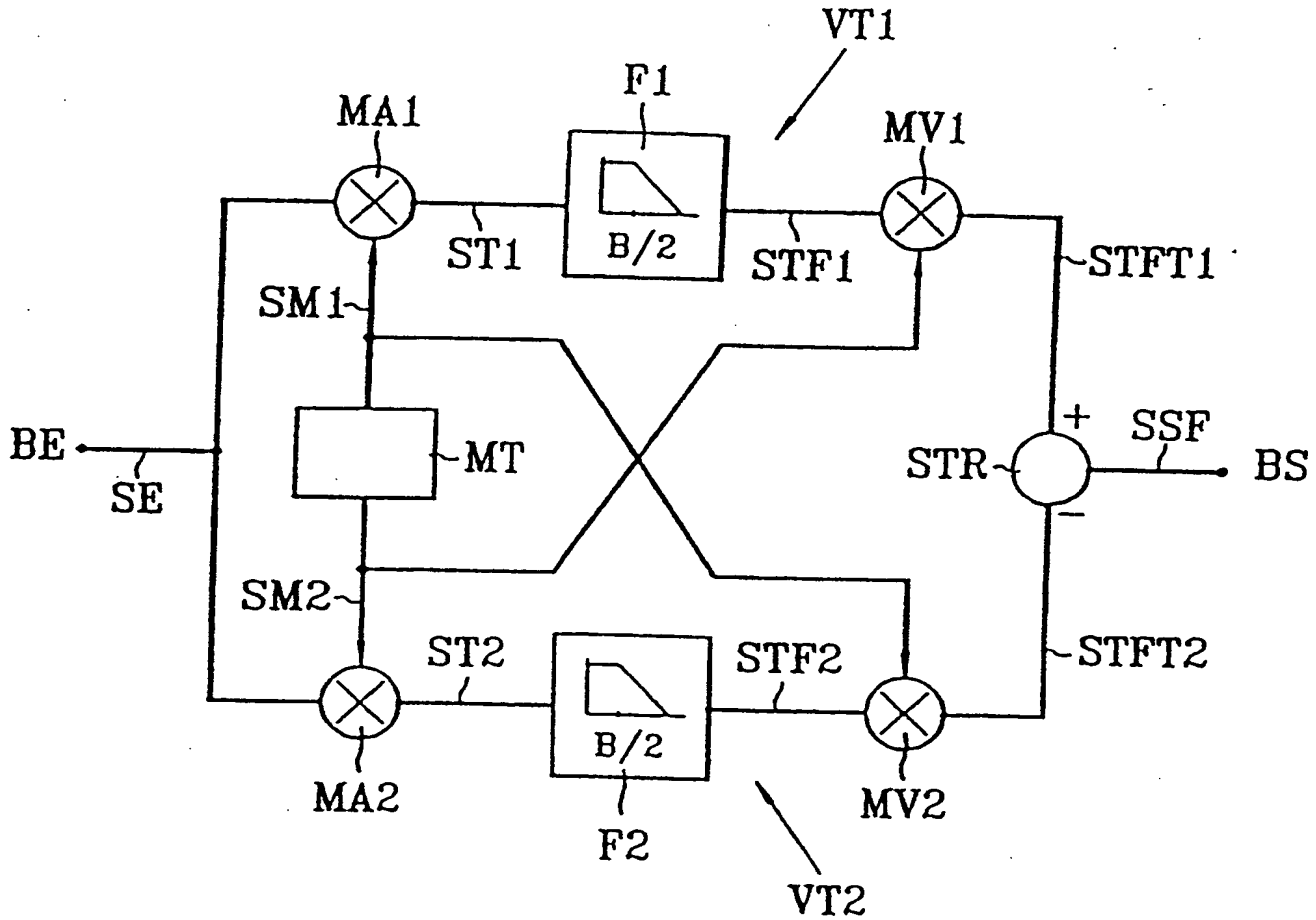 VT1
F1
MA1
MV1
B/2
ST1
STF1
STFT1
SM1
BE
SE
MT
STR
+
SSF
BS
−
SM2
ST2
STF2
STFT2
B/2
MA2
MV2
F2
VT2